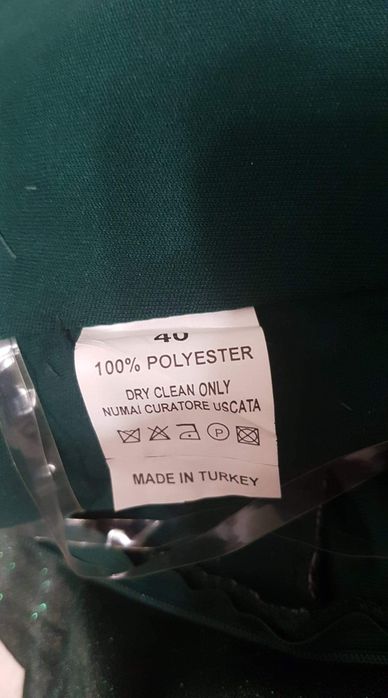 40
100% POLYESTER
DRY CLEAN ONLY
NUMAI CURATORE USCATA
P
MADE IN TURKEY